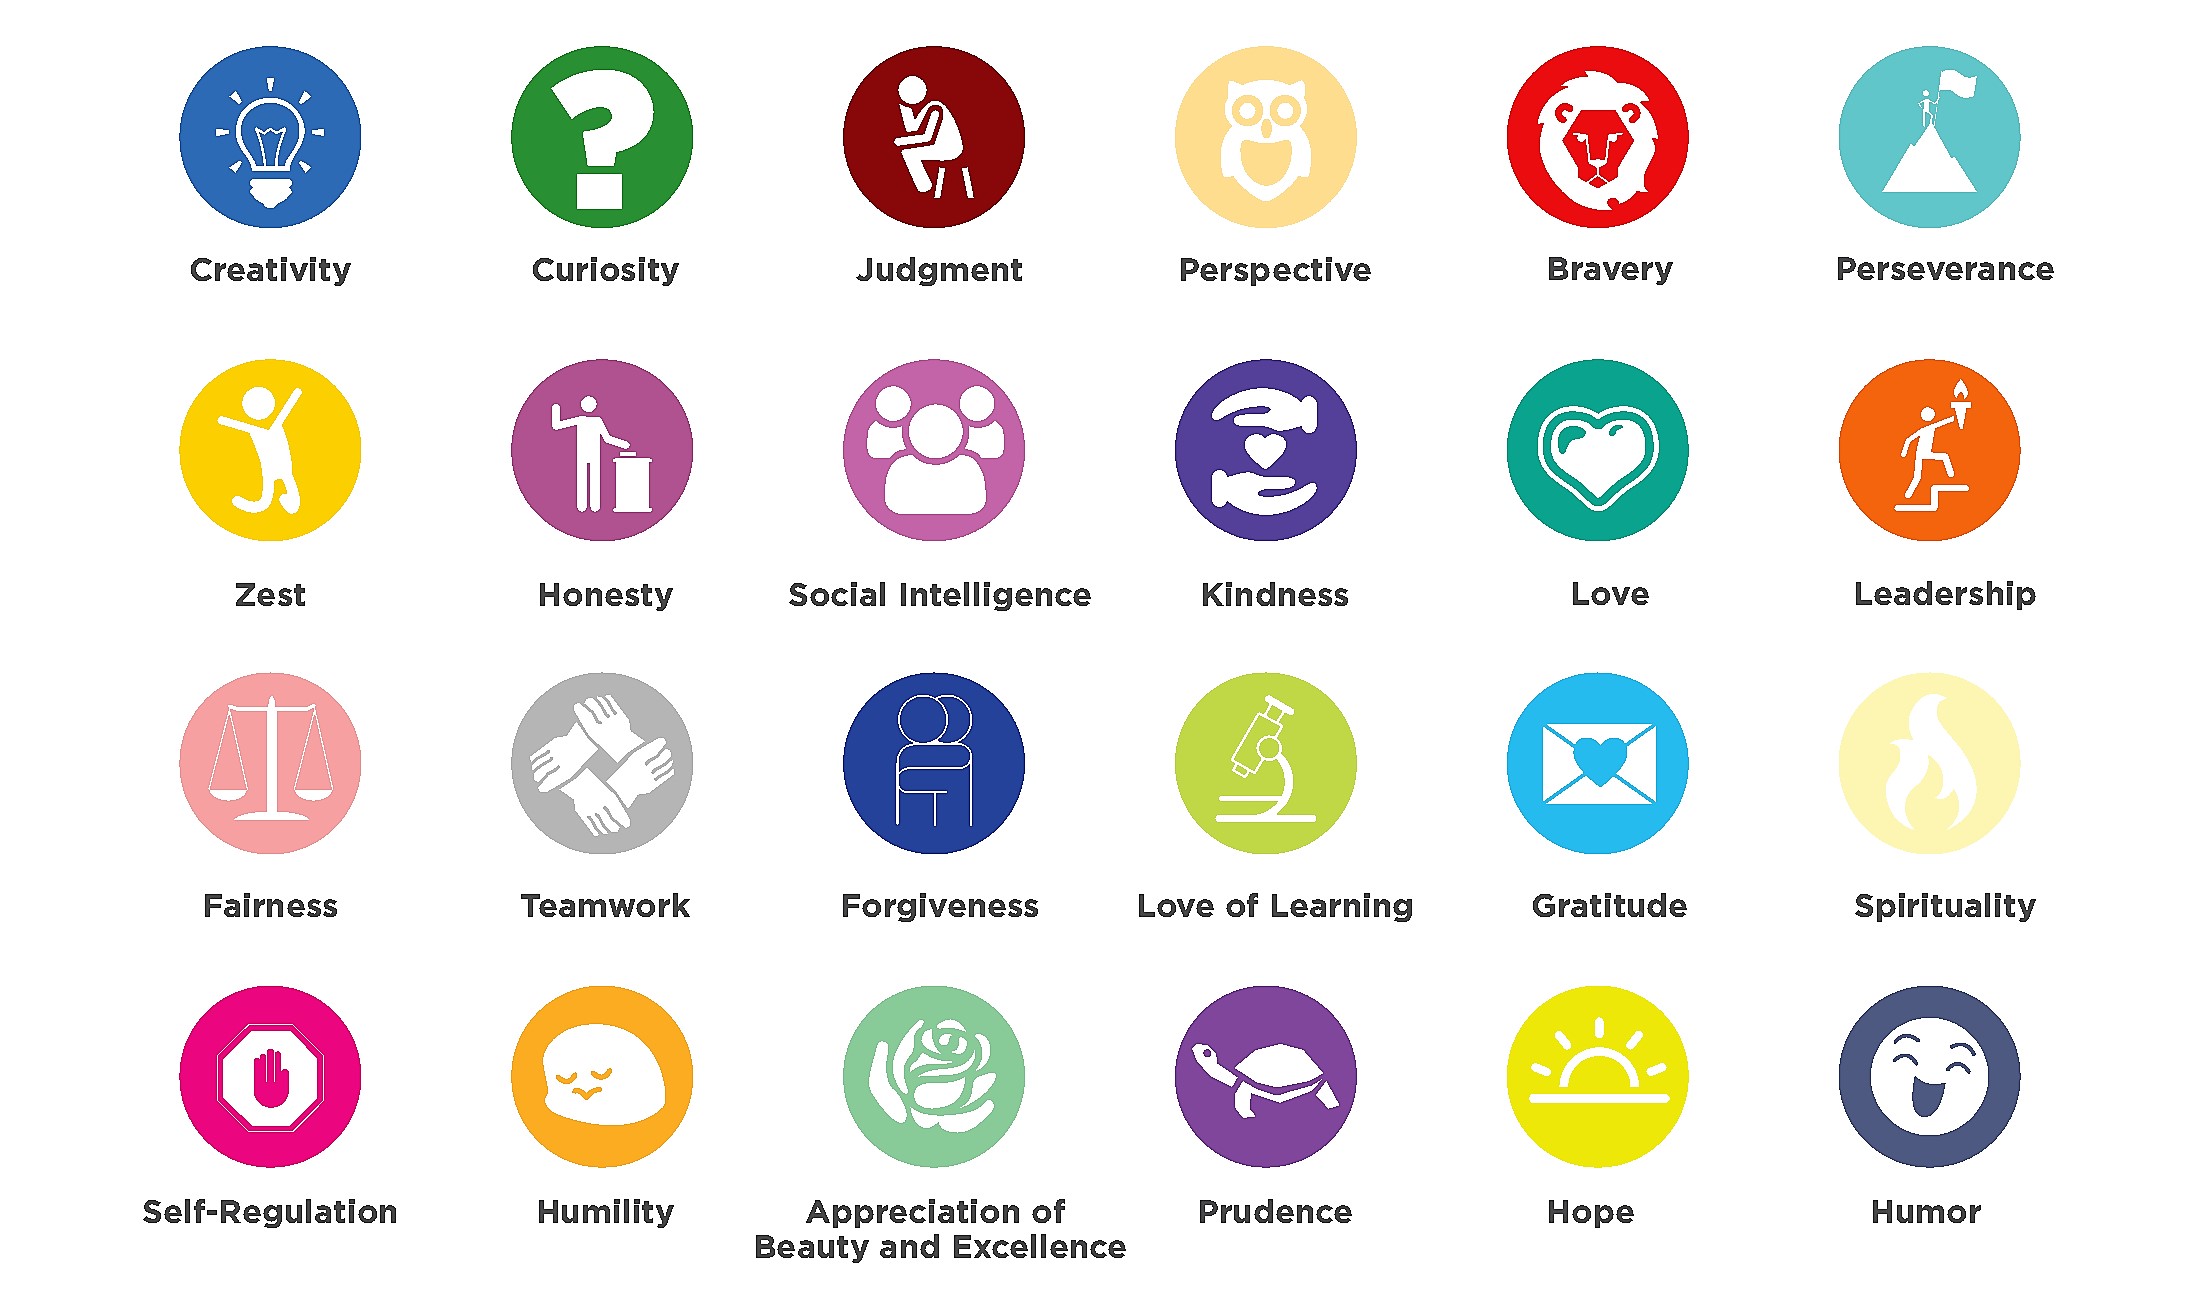 Creativity
Curiosity
Judgment
Perspective
Bravery
Perseverance
Zest
Honesty
Social Intelligence
Kindness
Love
Leadership
Fairness
Teamwork
Forgiveness
Love of Learning
Gratitude
Spirituality
Self-Regulation
Humility
Appreciation of
Beauty and Excellence
Prudence
Hope
Humor